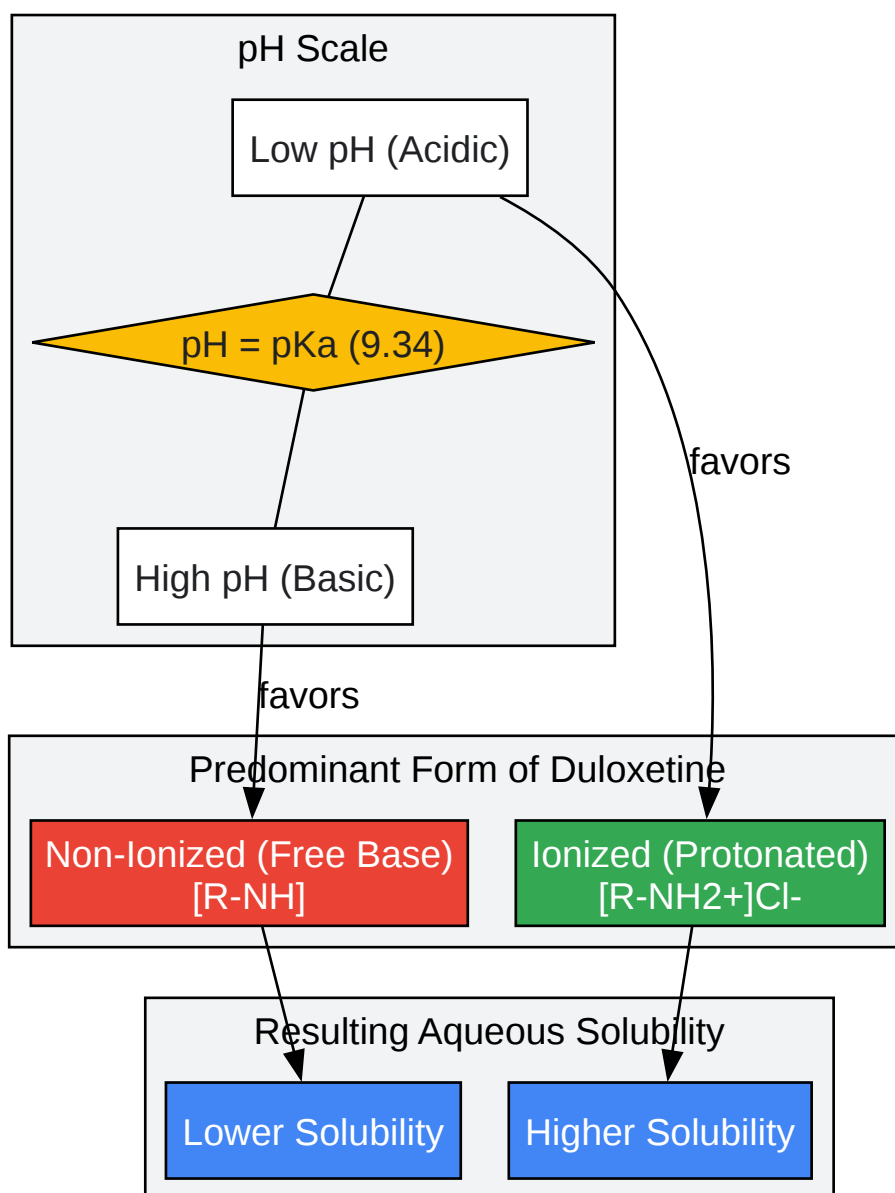 pH Scale
Low pH (Acidic)
pH = pKa (9.34)
favors
High pH (Basic)
favors
Predominant Form of Duloxetine
Non-Ionized (Free Base)
[R-NH]
Ionized (Protonated)
[R-NH2+]Cl-
Resulting Aqueous Solubility
Lower Solubility
Higher Solubility